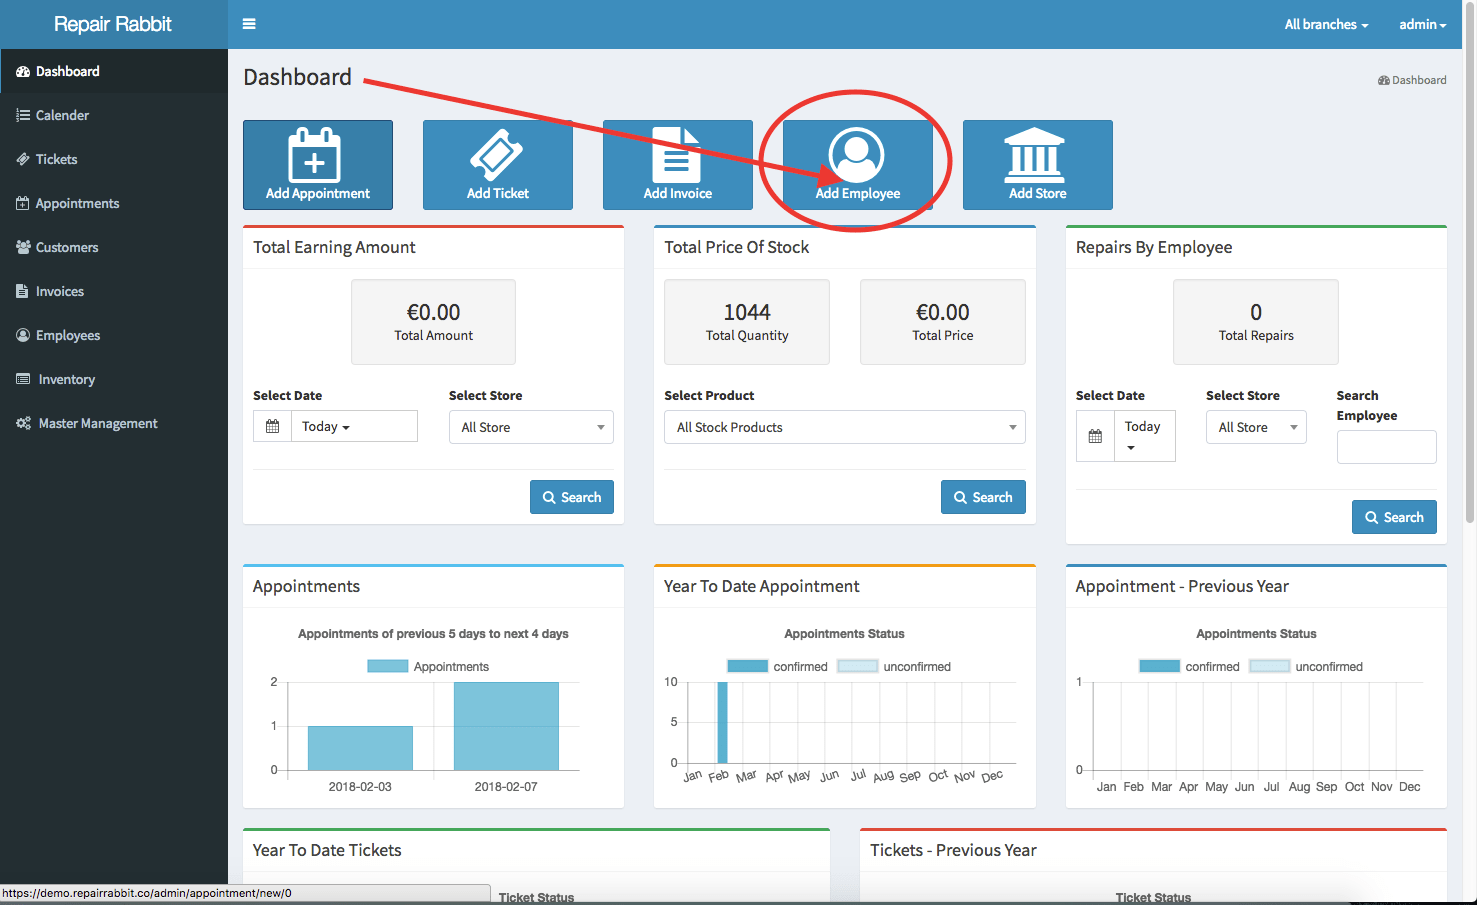 Repair Rabbit
All branches
admin
Dashboard
Calender
Tickets
Appointments
Customers
Invoices
Employees
Inventory
Master Management
Dashboard
Dashboard
Add Appointment
Add Ticket
Add Invoice
Add Employee
Add Store
Total Earning Amount
€0.00
Total Amount
Select Date
Select Store
Today
All Store
Search
Total Price Of Stock
1044
Total Quantity
€0.00
Total Price
Select Product
All Stock Products
Search
Repairs By Employee
0
Total Repairs
Select Date
Select Store
Search
Employee
Today
All Store
Search
Appointments
Appointments of previous 5 days to next 4 days
Appointments
2
1
0
2018-02-03 2018-02-07
Year To Date Appointment
Appointments Status
confirmed unconfirmed
10
5
0
Jan Feb Mar Apr May Jun Jul Aug Sep Oct Nov Dec
Appointment - Previous Year
Appointments Status
confirmed unconfirmed
1
0
Jan Feb Mar Apr May Jun Jul Aug Sep Oct Nov Dec
Year To Date Tickets
Ticket Status
Tickets - Previous Year
Ticket Status
https://demo.repairrabbit.co/admin/appointment/new/0